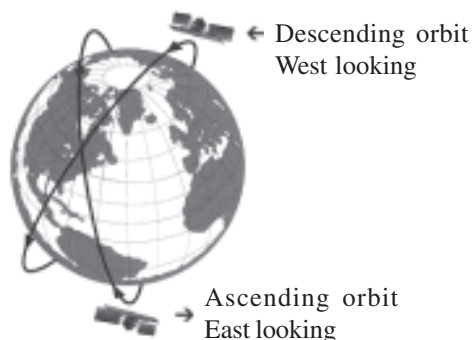 Descending orbit
West looking
Ascending orbit
East looking